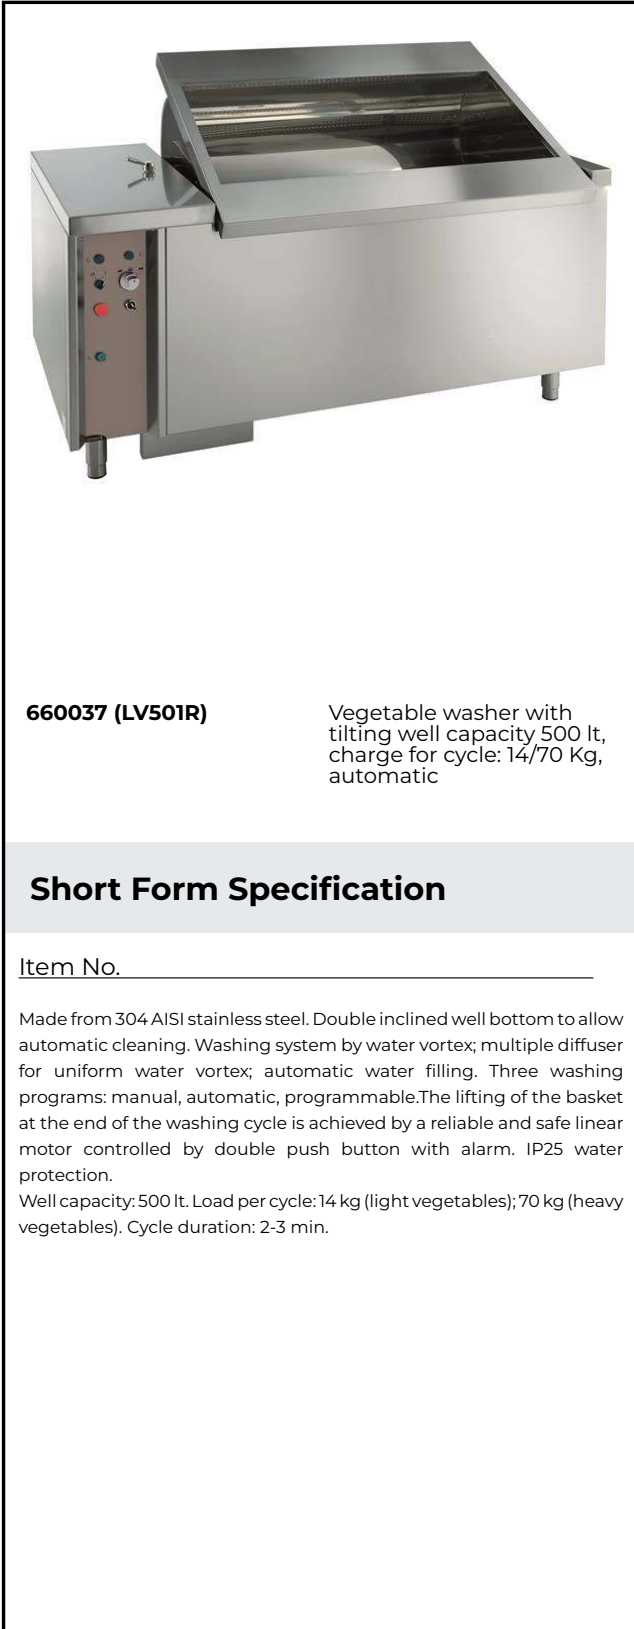 660037 (LV501R)
Vegetable washer with
tilting well capacity 500 lt,
charge for cycle: 14/70 Kg,
automatic
Short Form Specification
Item No.
Made from 304 AISI stainless steel. Double inclined well bottom to allow
automatic cleaning. Washing system by water vortex; multiple diffuser
for uniform water vortex; automatic water filling. Three washing
programs: manual, automatic, programmable.The lifting of the basket
at the end of the washing cycle is achieved by a reliable and safe linear
motor controlled by double push button with alarm. IP25 water
protection.
Well capacity: 500 lt. Load per cycle: 14 kg (light vegetables); 70 kg (heavy
vegetables). Cycle duration: 2-3 min.